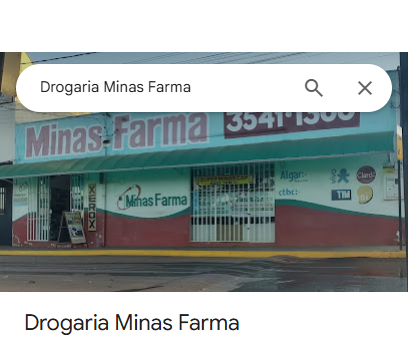 Drogaria Minas Farma
Minas Farma
3541-1500
XEROX
Minas Farma
Algar
ctbc
Claro
TIM
Drogaria Minas Farma